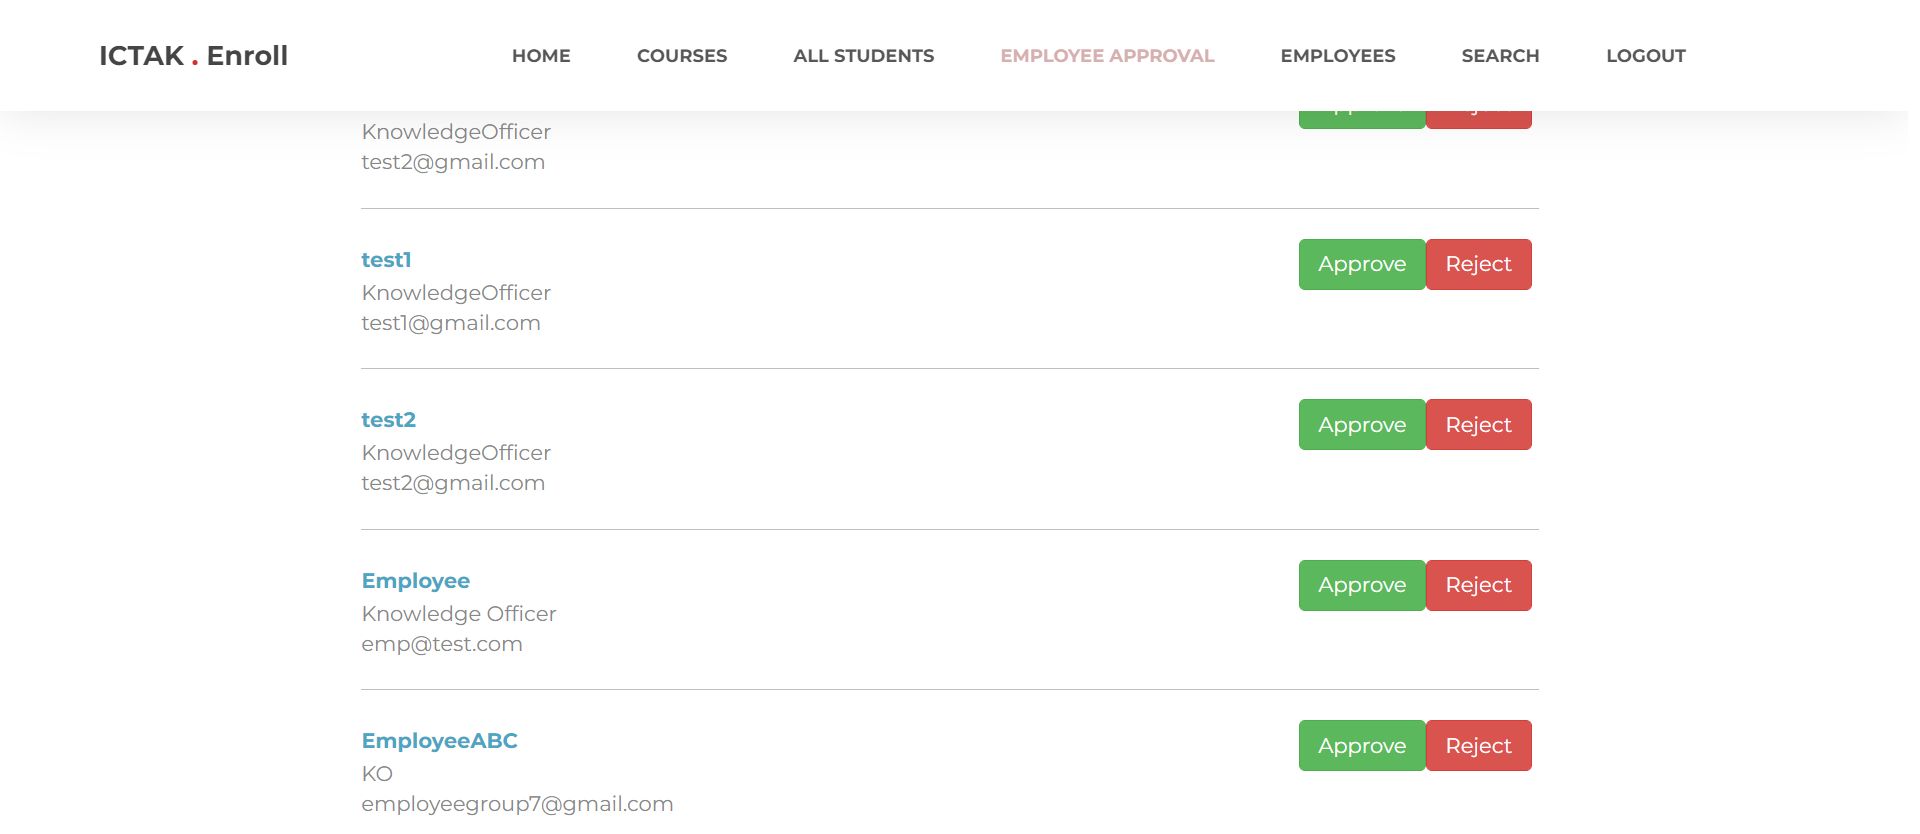 ICTAK . Enroll HOME COURSES ALL STUDENTS EMPLOYEE APPROVAL EMPLOYEES SEARCH LOGOUT
KnowledgeOfficer
test2@gmail.com
test1 Approve Reject
KnowledgeOfficer
test1@gmail.com
test2 Approve Reject
KnowledgeOfficer
test2@gmail.com
Employee Approve Reject
Knowledge Officer
emp@test.com
EmployeeABC Approve Reject
KO
employeegroup7@gmail.com